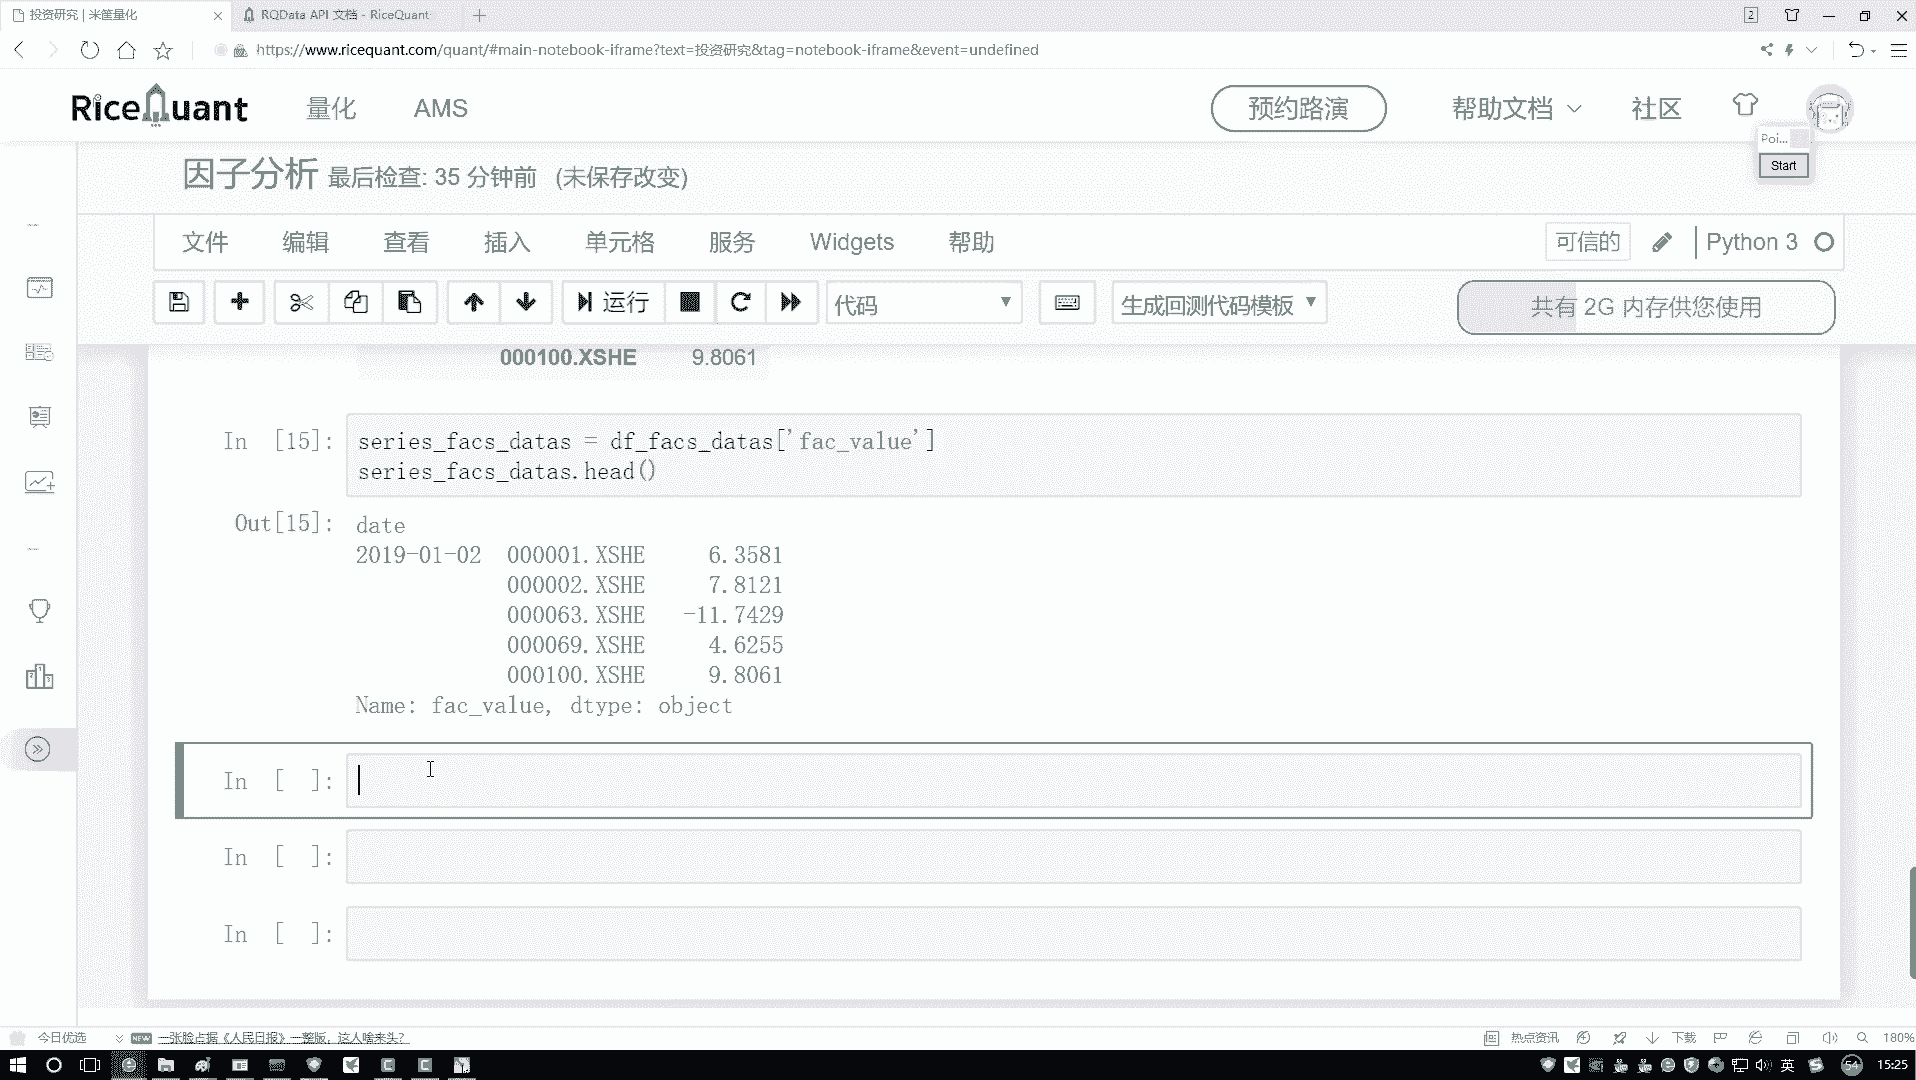 投资研究 | 米筐量化
RQData API 文档 - RiceQuant
2
https://www.ricequant.com/quant/#main-notebook-iframe?text=投资研究&tag=notebook-iframe&event=undefined
RiceQuant 量化 AMS 预约路演 帮助文档 社区
Poi...
Start
因子分析 最后检查: 35 分钟前 (未保存改变)
文件 编辑 查看 插入 单元格 服务 Widgets 帮助 可信的 Python 3
运行 代码 生成回测代码模板 共有 2G 内存供您使用
000100.XSHE 9.8061
In [15]: series_facs_datas = df_facs_datas['fac_value']
series_facs_datas.head()
Out[15]: date
2019-01-02 000001.XSHE 6.3581
000002.XSHE 7.8121
000063.XSHE -11.7429
000069.XSHE 4.6255
000100.XSHE 9.8061
Name: fac_value, dtype: object
In [ ]:
In [ ]:
In [ ]:
今日优选 NEW 一张脸占据《人民日报》一整版，这人啥来头？ 热点资讯 下载 180%
英 54 15:25